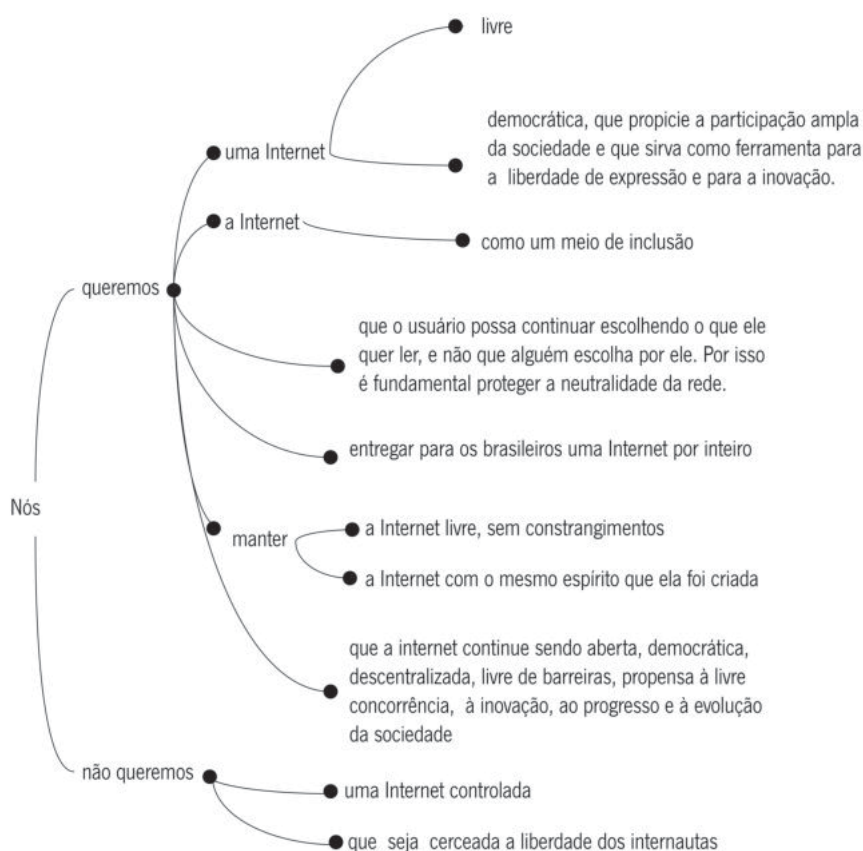 livre
democrática, que propicie a participação ampla
da sociedade e que sirva como ferramenta para
a liberdade de expressão e para a inovação.
uma Internet
a Internet
como um meio de inclusão
queremos
que o usuário possa continuar escolhendo o que ele
quer ler, e não que alguém escolha por ele. Por isso
é fundamental proteger a neutralidade da rede.
entregar para os brasileiros uma Internet por inteiro
Nós
manter
a Internet livre, sem constrangimentos
a Internet com o mesmo espírito que ela foi criada
que a internet continue sendo aberta, democrática,
descentralizada, livre de barreiras, propensa à livre
concorrência, à inovação, ao progresso e à evolução
da sociedade
não queremos
uma Internet controlada
que seja cerceada a liberdade dos internautas